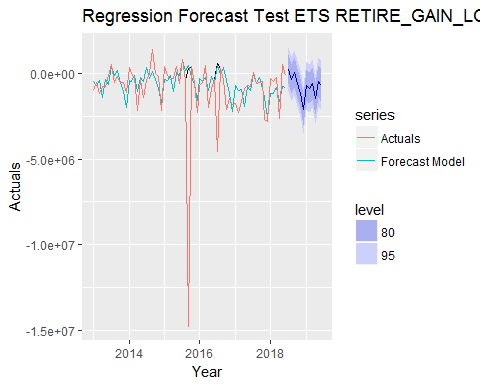 Regression Forecast Test ETS RETIRE_GAIN_LO
0.0e+00
-5.0e+06
-1.0e+07
-1.5e+07
Actuals
2014
2016
2018
Year
series
Actuals
Forecast Model
level
80
95